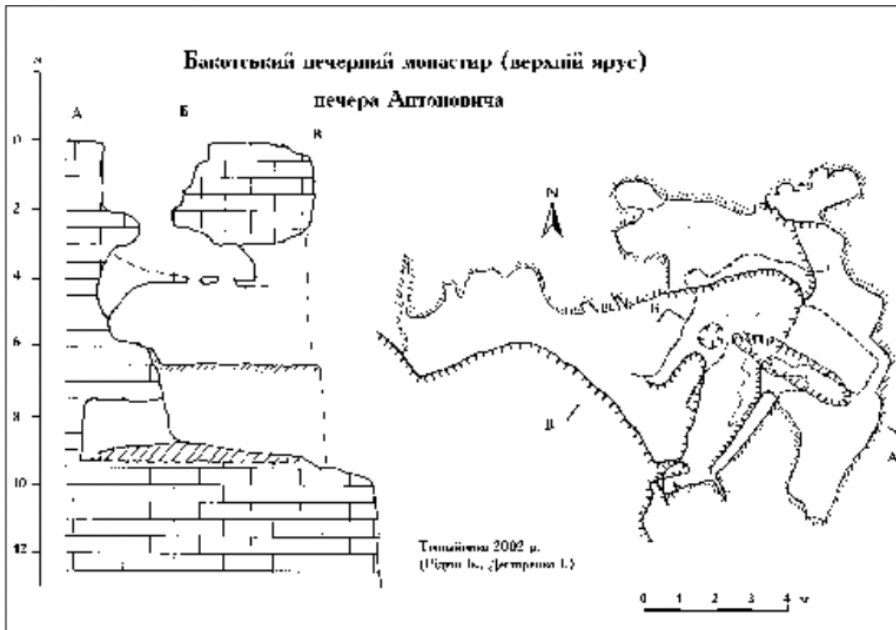 Бакотський печерний монастир (верхній ярус)
печера Антоновича
м
А
Б
В
0
2
4
6
8
10
12
N
Б
В
А
2002 р.
0 1 2 3 4 м